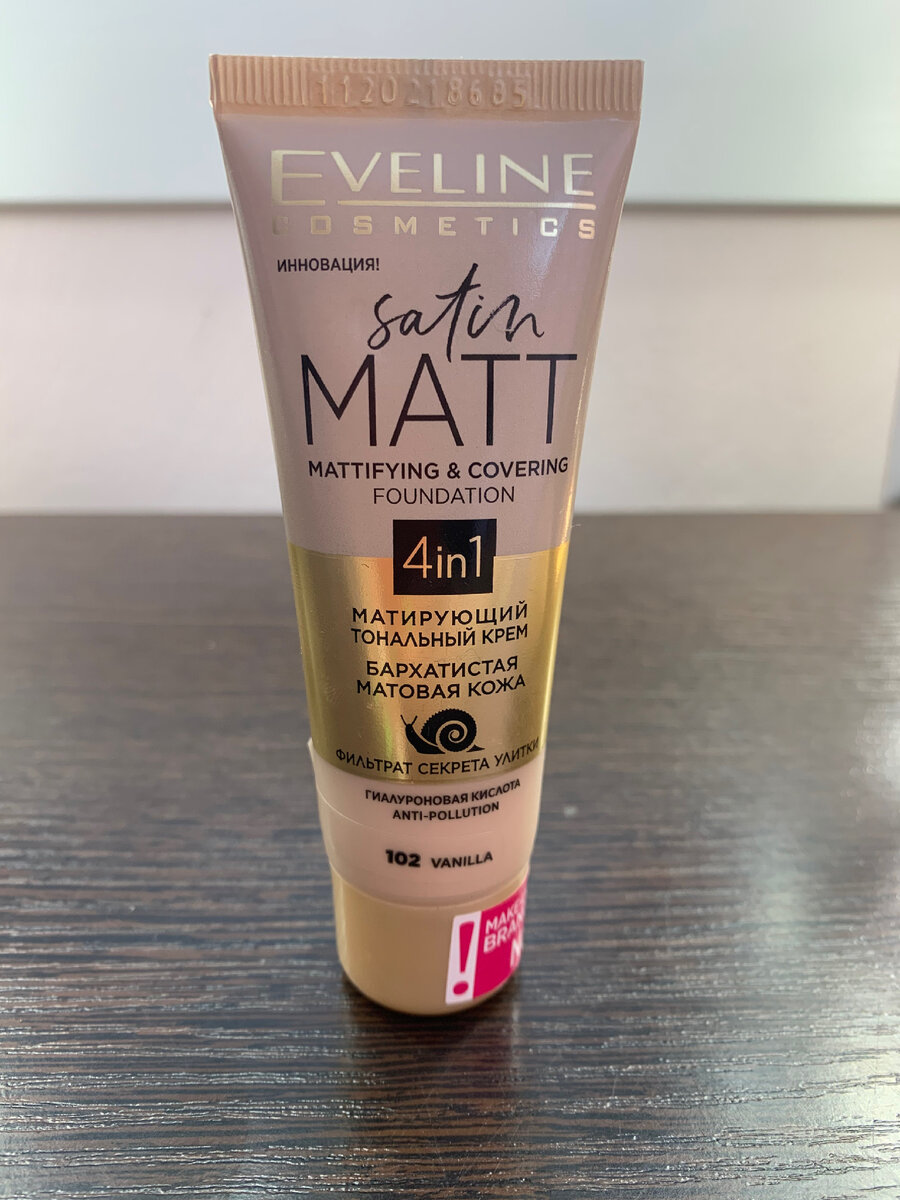 1120218685
EVELINE
COSMETICS
ИННОВАЦИЯ!
satin
MATT
MATTIFYING & COVERING
FOUNDATION
4in1
МАТИРУЮЩИЙ
ТОНАЛЬНЫЙ КРЕМ
БАРХАТИСТАЯ
МАТОВАЯ КОЖА
ФИЛЬТРАТ СЕКРЕТА УЛИТКИ
ГИАЛУРОНОВАЯ КИСЛОТА
ANTI-POLLUTION
102 VANILLA
!